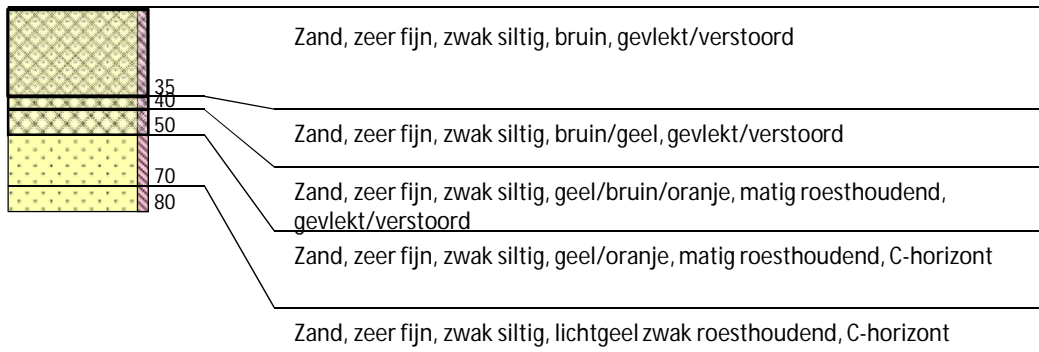 Zand, zeer fijn, zwak siltig, bruin, gevlekt/verstoord
35
40
Zand, zeer fijn, zwak siltig, bruin/geel, gevlekt/verstoord
50
Zand, zeer fijn, zwak siltig, geel/bruin/oranje, matig roesthoudend,
gevlekt/verstoord
70
Zand, zeer fijn, zwak siltig, geel/oranje, matig roesthoudend, C-horizont
80
Zand, zeer fijn, zwak siltig, lichtgeel zwak roesthoudend, C-horizont